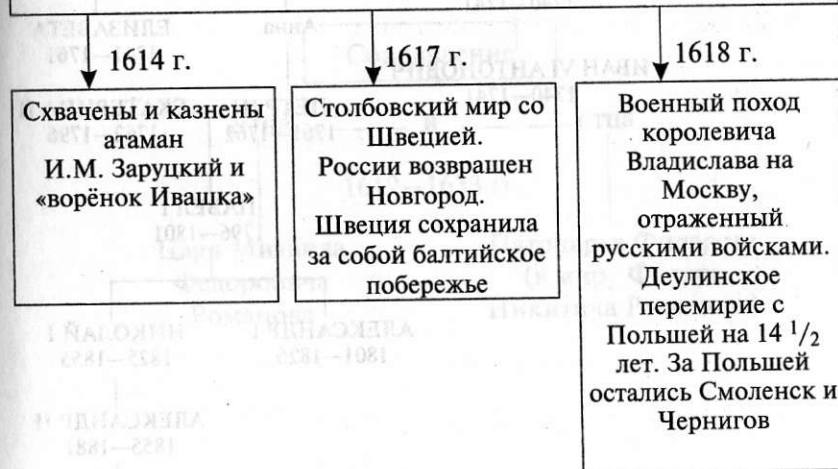 1614 г.
Схвачены и казнены
атаман
И.М. Заруцкий и
«ворёнок Ивашка»
1617 г.
Столбовский мир со
Швецией.
России возвращен
Новгород.
Швеция сохранила
за собой балтийское
побережье
1618 г.
Военный поход
королевича
Владислава на
Москву,
отраженный
русскими войсками.
Деулинское
перемирие с
Польшей на 14 1/2
лет. За Польшей
остались Смоленск и
Чернигов